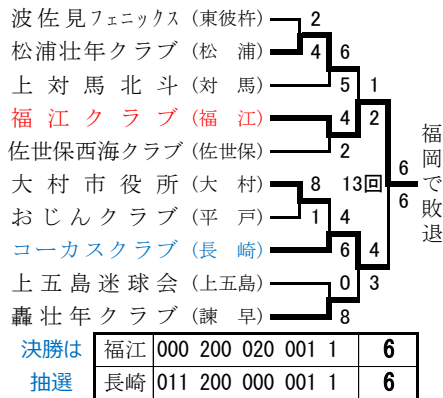 波佐見フェニックス（東彼杵） 2
松浦壮年クラブ（松　浦） 4 6
上対馬北斗（対　馬） 5 1
福江クラブ（福　江） 4 2
佐世保西海クラブ（佐世保） 2
大村市役所（大　村） 8 13回 6
おじんクラブ（平　戸） 1 4 6
コーカスクラブ（長　崎） 6 4
上五島迷球会（上五島） 0 3
轟壮年クラブ（諫　早） 8
福岡で敗退
決勝は 福江 000 200 020 001 1 6
抽選 長崎 011 200 000 001 1 6